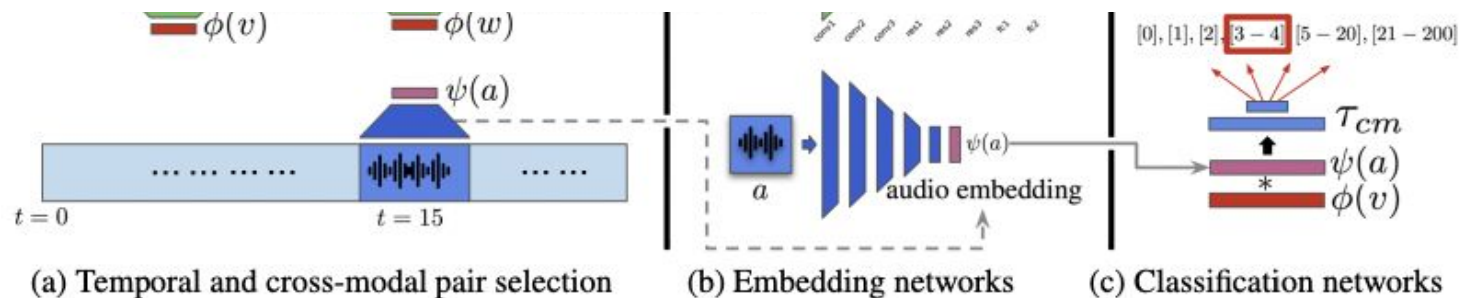 ϕ(v)
ϕ(w)
ψ(a)
t = 0
t = 15
(a) Temporal and cross-modal pair selection
conv1 conv2 conv3 res1 res2 res3 fc1 fc2
a
ψ(a)
audio embedding
(b) Embedding networks
[0], [1], [2], [3 − 4] [5 − 20], [21 − 200]
τcm
ψ(a)
*
ϕ(v)
(c) Classification networks